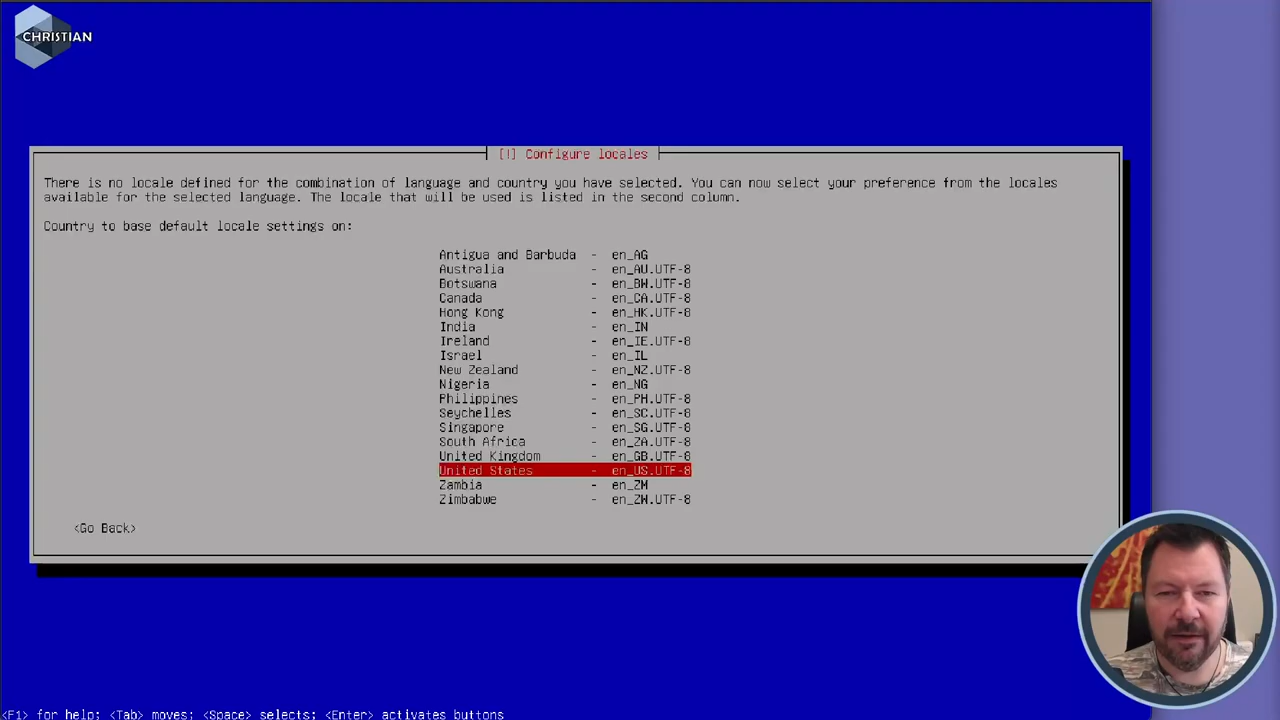 CHRISTIAN
[!] Configure locales
There is no locale defined for the combination of language and country you have selected. You can now select your preference from the locales
available for the selected language. The locale that will be used is listed in the second column.
Country to base default locale settings on:
Antigua and Barbuda - en_AG
Australia - en_AU.UTF-8
Botswana - en_BW.UTF-8
Canada - en_CA.UTF-8
Hong Kong - en_HK.UTF-8
India - en_IN
Ireland - en_IE.UTF-8
Israel - en_IL
New Zealand - en_NZ.UTF-8
Nigeria - en_NG
Philippines - en_PH.UTF-8
Seychelles - en_SC.UTF-8
Singapore - en_SG.UTF-8
South Africa - en_ZA.UTF-8
United Kingdom - en_GB.UTF-8
United States - en_US.UTF-8
Zambia - en_ZM
Zimbabwe - en_ZW.UTF-8
<Go Back>
<F1> for help; <Tab> moves; <Space> selects; <Enter> activates buttons